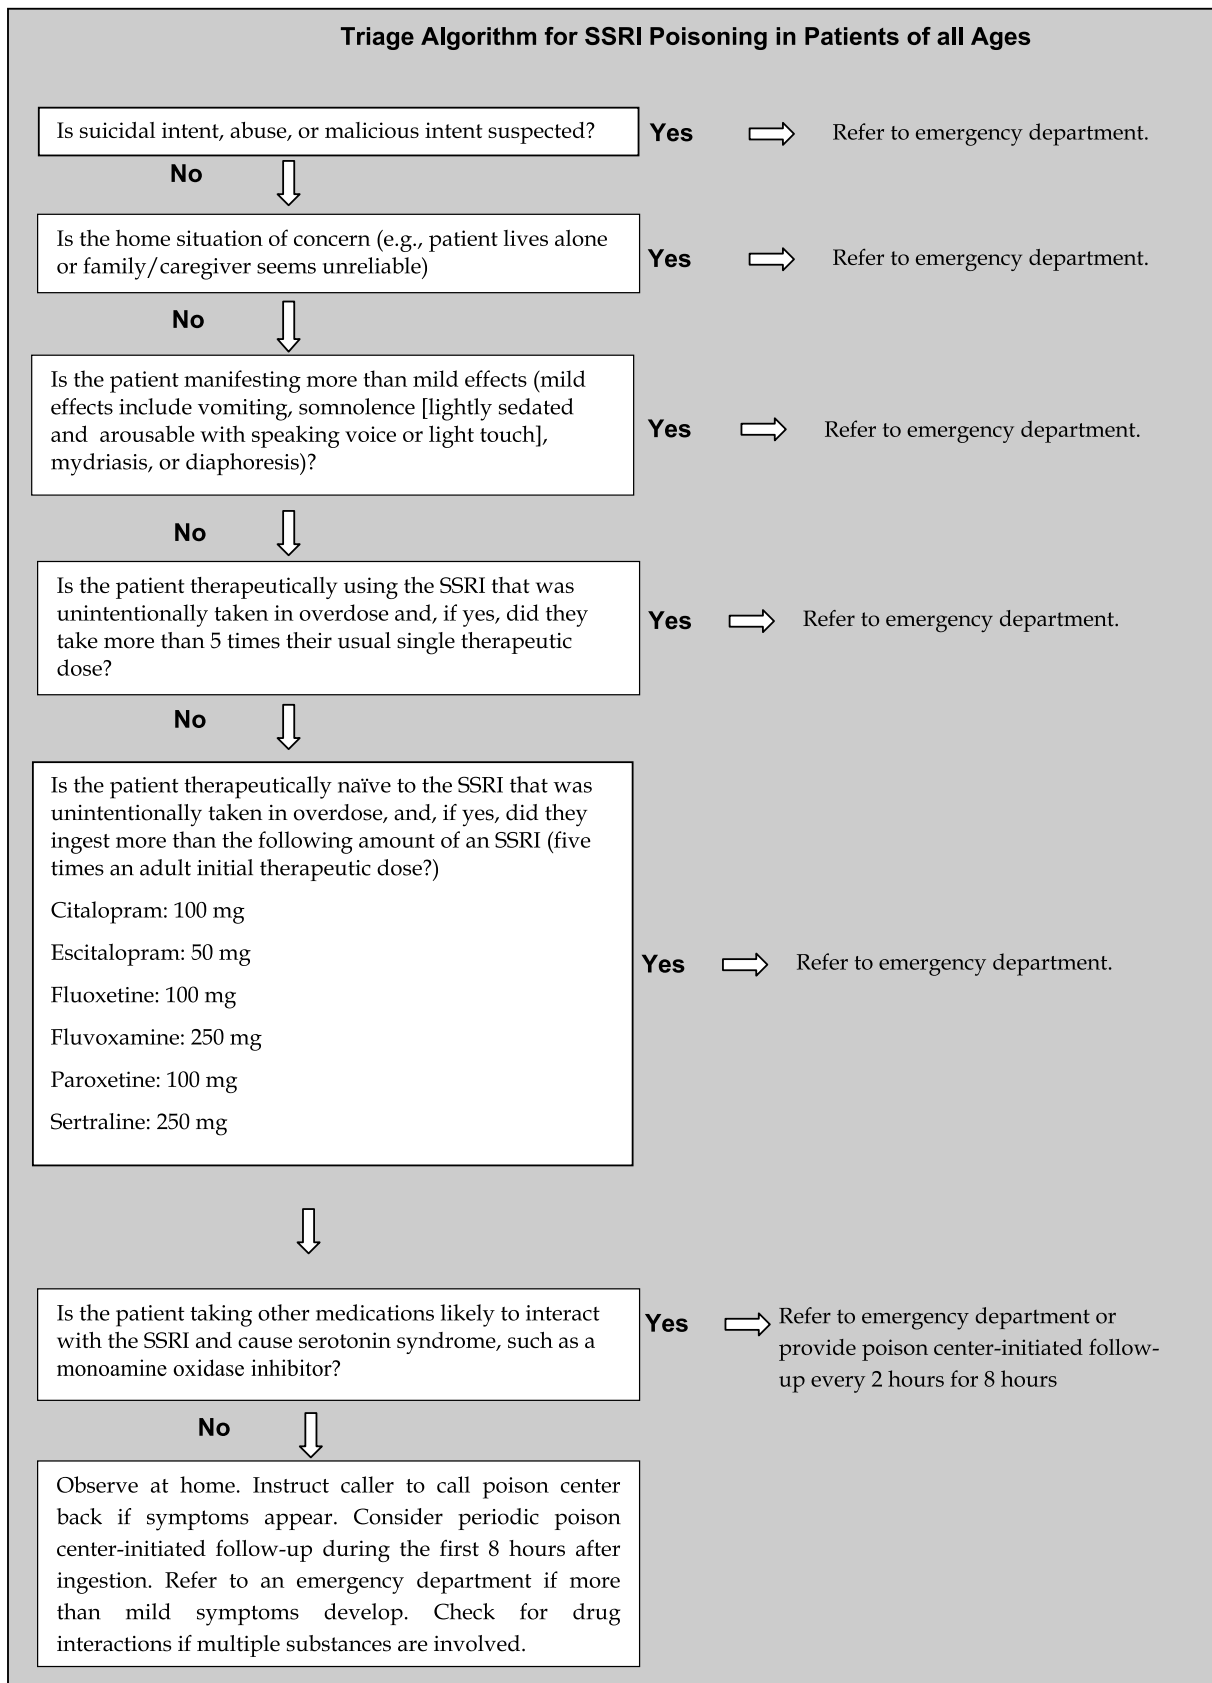 Triage Algorithm for SSRI Poisoning in Patients of all Ages
Is suicidal intent, abuse, or malicious intent suspected?
Yes
Refer to emergency department.
No
Is the home situation of concern (e.g., patient lives alone
or family/caregiver seems unreliable)
Yes
Refer to emergency department.
No
Is the patient manifesting more than mild effects (mild
effects include vomiting, somnolence [lightly sedated
and arousable with speaking voice or light touch],
mydriasis, or diaphoresis)?
Yes
Refer to emergency department.
No
Is the patient therapeutically using the SSRI that was
unintentionally taken in overdose and, if yes, did they
take more than 5 times their usual single therapeutic
dose?
Yes
Refer to emergency department.
No
Is the patient therapeutically naïve to the SSRI that was
unintentionally taken in overdose, and, if yes, did they
ingest more than the following amount of an SSRI (five
times an adult initial therapeutic dose?)
Citalopram: 100 mg
Escitalopram: 50 mg
Fluoxetine: 100 mg
Fluvoxamine: 250 mg
Paroxetine: 100 mg
Sertraline: 250 mg
Yes
Refer to emergency department.
Is the patient taking other medications likely to interact
with the SSRI and cause serotonin syndrome, such as a
monoamine oxidase inhibitor?
Yes
Refer to emergency department or
provide poison center-initiated follow-
up every 2 hours for 8 hours
No
Observe at home. Instruct caller to call poison center
back if symptoms appear. Consider periodic poison
center-initiated follow-up during the first 8 hours after
ingestion. Refer to an emergency department if more
than mild symptoms develop. Check for drug
interactions if multiple substances are involved.